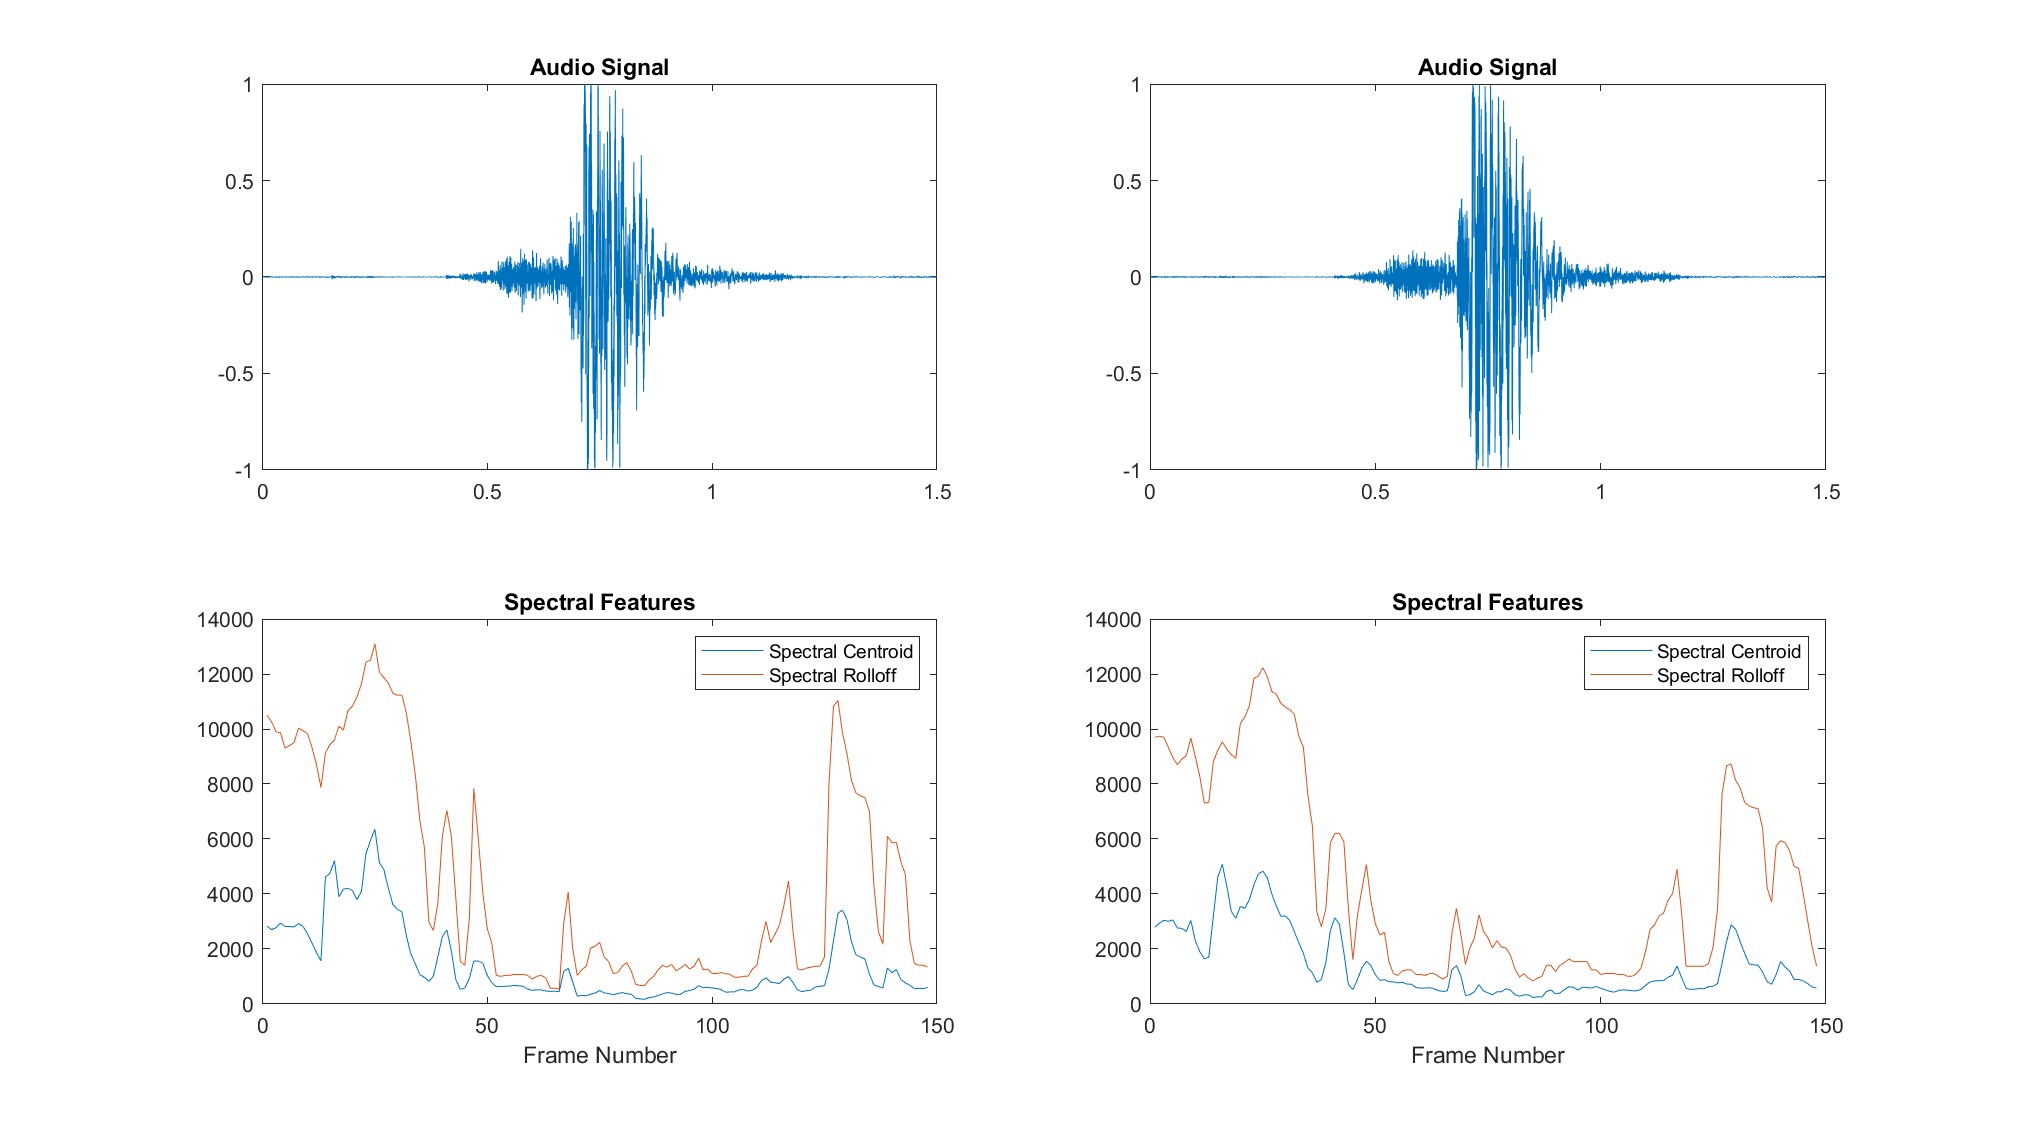 Audio Signal
1
0.5
0
-0.5
-1
0 0.5 1 1.5
Audio Signal
1
0.5
0
-0.5
-1
0 0.5 1 1.5
Spectral Features
14000
12000
10000
8000
6000
4000
2000
0
Spectral Centroid
Spectral Rolloff
0 50 100 150
Frame Number
Spectral Features
14000
12000
10000
8000
6000
4000
2000
0
Spectral Centroid
Spectral Rolloff
0 50 100 150
Frame Number